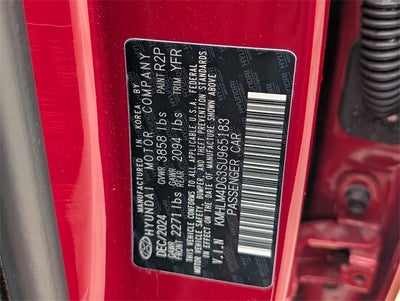 MANUFACTURED IN KOREA BY
HYUNDAI MOTOR COMPANY
DEC/2024 GVWR 3858 lbs PAINT R2P
GAWR FRONT 2271 lbs GAWR REAR 2094 lbs TRIM YFR
THIS VEHICLE CONFORMS TO ALL APPLICABLE U.S.A. FEDERAL
MOTOR VEHICLE SAFETY, BUMPER, AND THEFT PREVENTION STANDARDS
IN EFFECT ON THE DATE OF MANUFACTURE SHOWN ABOVE.
V.I.N KMHLM4DG3SU965183
PASSENGER CAR